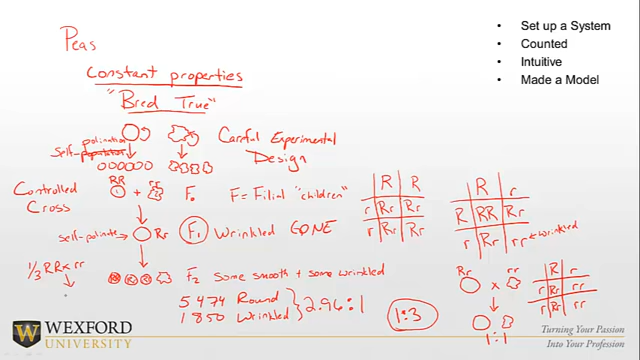 Peas
Constant properties
"Bred True"
• Set up a System
• Counted
• Intuitive
• Made a Model
self-pollination
population
Careful Experimental
Design
Controlled
Cross
RR + rr F₀ F = Filial "children"
self-pollinate → Rr F₁ Wrinkled GONE
1/3 RR x rr
F₂ some smooth + some wrinkled
5474 Round
1850 Wrinkled
2.96:1
1:3
R R
r Rr Rr
r Rr Rr
R r
R RR Rr
r Rr rr ← wrinkled
Rr x rr
1:1
R r
r Rr rr
r Rr rr
WEXFORD
UNIVERSITY
Turning Your Passion
Into Your Profession